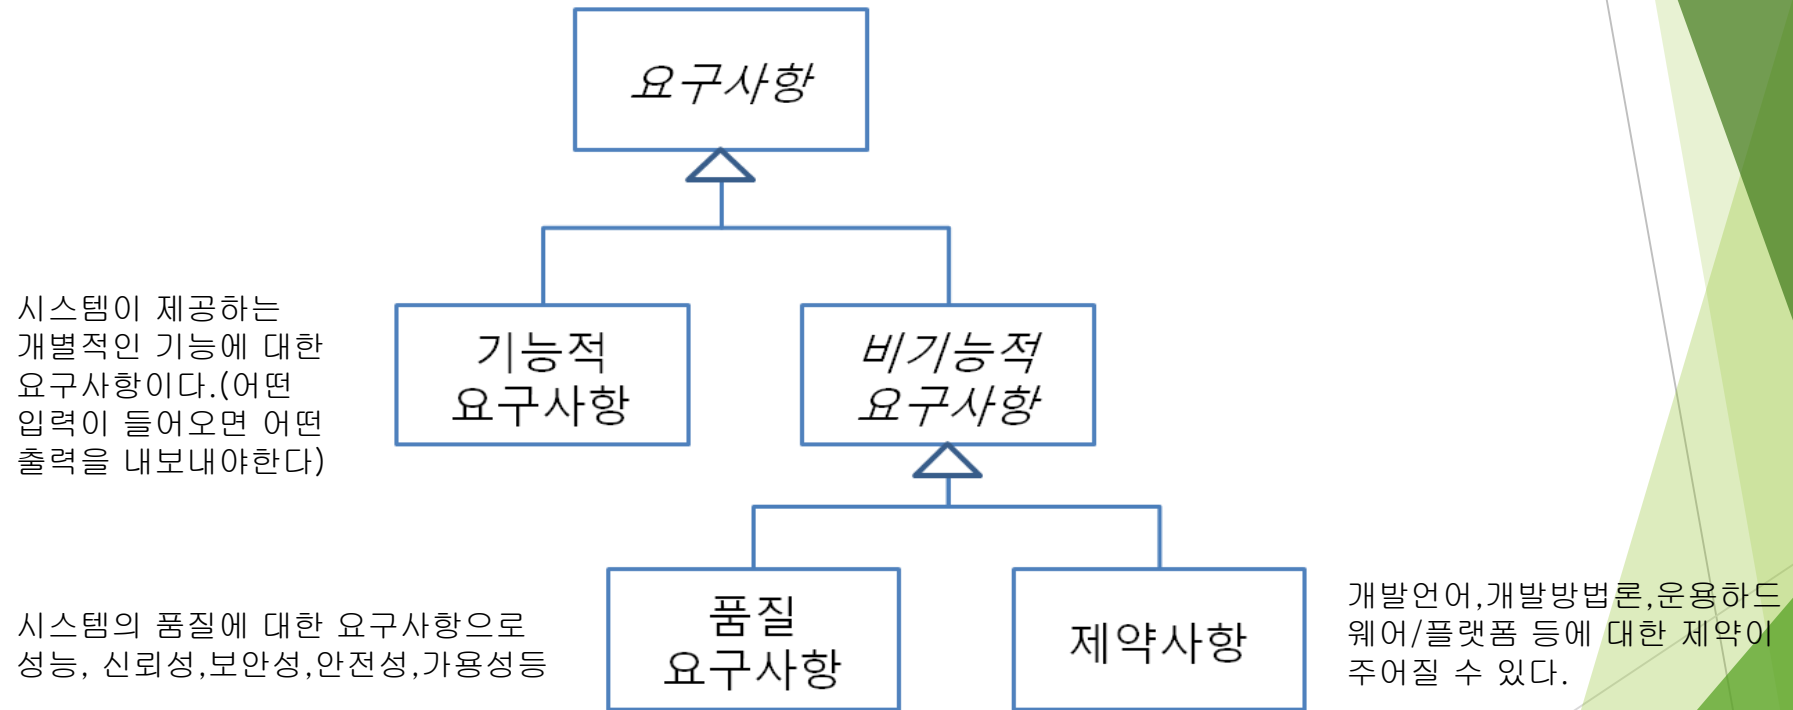 요구사항
시스템이 제공하는
개별적인 기능에 대한
요구사항이다.(어떤
입력이 들어오면 어떤
출력을 내보내야한다)
기능적
요구사항
비기능적
요구사항
시스템의 품질에 대한 요구사항으로
성능, 신뢰성,보안성,안전성,가용성등
품질
요구사항
제약사항
개발언어,개발방법론,운용하드
웨어/플랫폼 등에 대한 제약이
주어질 수 있다.